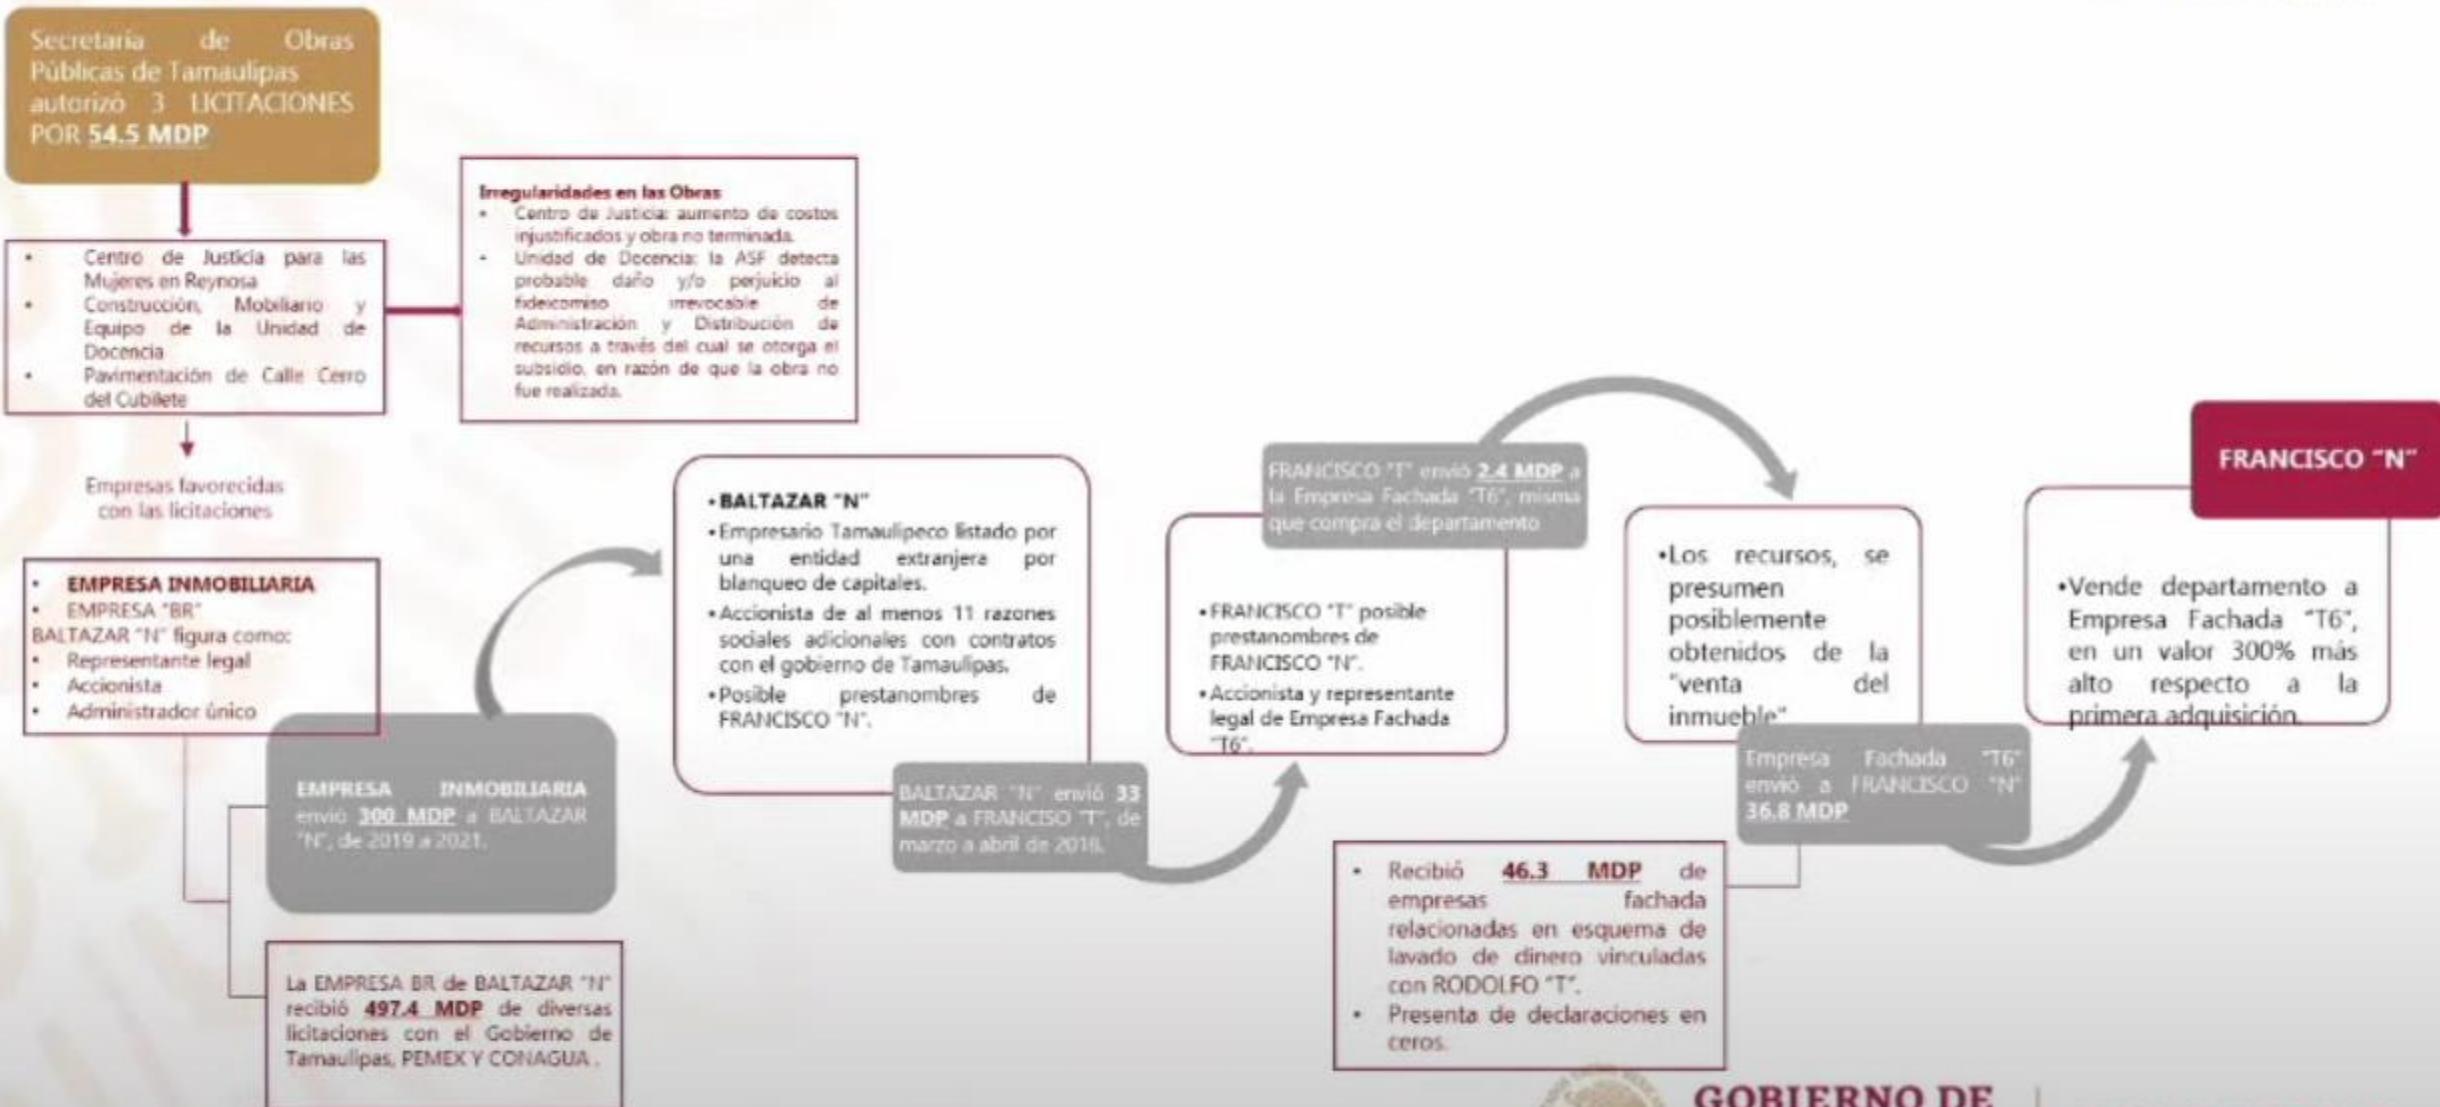 Secretaría de Obras
Públicas de Tamaulipas
autorizó 3 LICITACIONES
POR 54.5 MDP
• Centro de Justicia para las
Mujeres en Reynosa
• Construcción, Mobiliario y
Equipo de la Unidad de
Docencia
• Pavimentación de Calle Cerro
del Cubilete
Irregularidades en las Obras
• Centro de Justicia: aumento de costos
injustificados y obra no terminada.
- Unidad de Docencia: la ASF detecta
probable daño y/o perjuicio al
fideicomiso irrevocable de
Administración y Distribución de
recursos a través del cual se otorga el
subsidio, en razón de que la obra no
fue realizada.
Empresas favorecidas
con las licitaciones
• EMPRESA INMOBILIARIA
• EMPRESA "BR"
BALTAZAR "N" figura como:
• Representante legal
• Accionista
• Administrador único
EMPRESA INMOBILIARIA
envió 300 MDP a BALTAZAR
"N", de 2019 a 2021.
La EMPRESA BR de BALTAZAR "N"
recibió 497.4 MDP de diversas
licitaciones con el Gobierno de
Tamaulipas, PEMEX Y CONAGUA .
• BALTAZAR "N"
• Empresario Tamaulipeco listado por
una entidad extranjera por
blanqueo de capitales.
• Accionista de al menos 11 razones
sociales adicionales con contratos
con el gobierno de Tamaulipas.
• Posible prestanombres de
FRANCISCO "N".
BALTAZAR "N" envió 33
MDP a FRANCISO "T", de
marzo a abril de 2018.
FRANCISCO "T" envió 2.4 MDP a
la Empresa Fachada "T6", misma
que compra el departamento
• FRANCISCO "T" posible
prestanombres de
FRANCISCO "N".
• Accionista y representante
legal de Empresa Fachada
"T6".
• Los recursos, se
presumen
posiblemente
obtenidos de la
"venta del
inmueble"
Empresa Fachada "T6"
envió a FRANCISCO "N"
36.8 MDP
• Recibió 46.3 MDP de
empresas fachada
relacionadas en esquema de
lavado de dinero vinculadas
con RODOLFO "T".
• Presenta de declaraciones en
ceros.
FRANCISCO "N"
• Vende departamento a
Empresa Fachada "T6",
en un valor 300% más
alto respecto a la
primera adquisición.
GOBIERNO DE